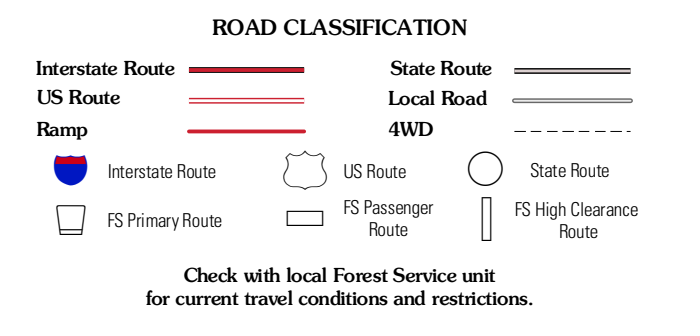 ROAD CLASSIFICATION
Interstate Route
State Route
US Route
Local Road
Ramp
4WD
Interstate Route
US Route
State Route
FS Primary Route
FS Passenger
Route
FS High Clearance
Route
Check with local Forest Service unit
for current travel conditions and restrictions.